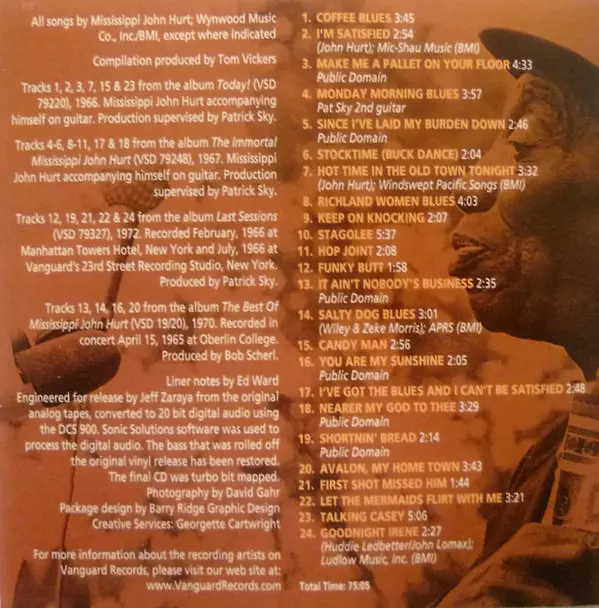 All songs by Mississippi John Hurt; Wynwood Music
Co., Inc./BMI, except where indicated
Compilation produced by Tom Vickers
Tracks 1, 2, 3, 7, 15 & 23 from the album Today! (VSD
79220), 1966. Mississippi John Hurt accompanying
himself on guitar. Production supervised by Patrick Sky.
Tracks 4-6, 8-11, 17 & 18 from the album The Immortal
Mississippi John Hurt (VSD 79248), 1967. Mississippi
John Hurt accompanying himself on guitar. Production
supervised by Patrick Sky.
Tracks 12, 19, 21, 22 & 24 from the album Last Sessions
(VSD 79327), 1972. Recorded February, 1966 at
Manhattan Towers Hotel, New York and July, 1966 at
Vanguard's 23rd Street Recording Studio, New York.
Produced by Patrick Sky.
Tracks 13, 14, 16, 20 from the album The Best Of
Mississippi John Hurt (VSD 19/20), 1970. Recorded in
concert April 15, 1965 at Oberlin College.
Produced by Bob Scherl.
Liner notes by Ed Ward
Engineered for release by Jeff Zaraya from the original
analog tapes, converted to 20 bit digital audio using
the DCS 900. Sonic Solutions software was used to
process the digital audio. The bass that was rolled off
the original vinyl release has been restored.
The final CD was turbo bit mapped.
Photography by David Gahr
Package design by Barry Ridge Graphic Design
Creative Services: Georgette Cartwright
For more information about the recording artists on
Vanguard Records, please visit our web site at:
www.VanguardRecords.com
1. COFFEE BLUES 3:45
2. I'M SATISFIED 2:54
(John Hurt); Mic-Shau Music (BMI)
3. MAKE ME A PALLET ON YOUR FLOOR 4:33
Public Domain
4. MONDAY MORNING BLUES 3:57
Pat Sky 2nd guitar
5. SINCE I'VE LAID MY BURDEN DOWN 2:46
Public Domain
6. STOCKTIME (BUCK DANCE) 2:04
7. HOT TIME IN THE OLD TOWN TONIGHT 3:32
(John Hurt); Windswept Pacific Songs (BMI)
8. RICHLAND WOMEN BLUES 4:03
9. KEEP ON KNOCKING 2:07
10. STAGOLEE 5:37
11. HOP JOINT 2:08
12. FUNKY BUTT 1:58
13. IT AIN'T NOBODY'S BUSINESS 2:35
Public Domain
14. SALTY DOG BLUES 3:01
(Wiley & Zeke Morris); APRS (BMI)
15. CANDY MAN 2:56
16. YOU ARE MY SUNSHINE 2:05
Public Domain
17. I'VE GOT THE BLUES AND I CAN'T BE SATISFIED 2:48
18. NEARER MY GOD TO THEE 3:29
Public Domain
19. SHORTNIN' BREAD 2:14
Public Domain
20. AVALON, MY HOME TOWN 3:43
21. FIRST SHOT MISSED HIM 1:44
22. LET THE MERMAIDS FLIRT WITH ME 3:21
23. TALKING CASEY 5:06
24. GOODNIGHT IRENE 2:27
(Huddie Ledbetter/John Lomax);
Ludlow Music, Inc. (BMI)
Total Time: 75:05